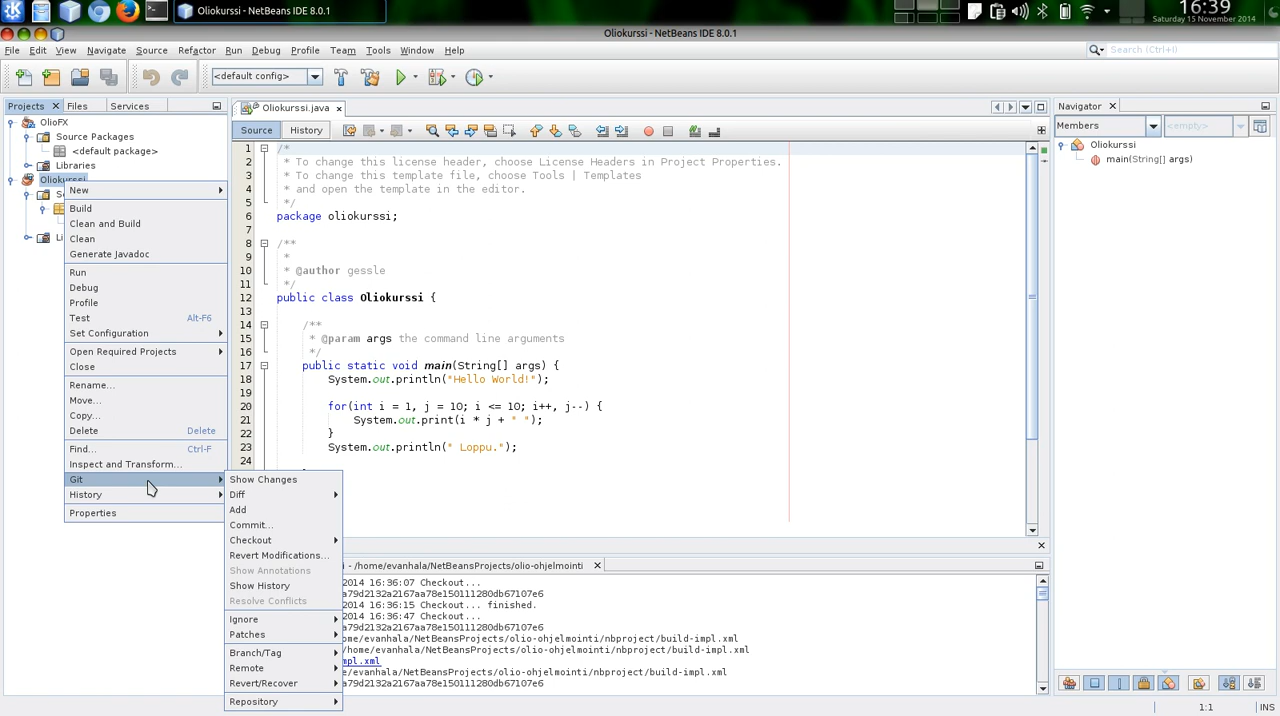 Oliokurssi - NetBeans IDE 8.0.1
16:39
Saturday 15 November 2014
Oliokurssi - NetBeans IDE 8.0.1
File Edit View Navigate Source Refactor Run Debug Profile Team Tools Window Help
Search (Ctrl+I)
<default config>
Projects Files Services
Oliokurssi.java
Navigator
Source History
Members
<empty>
OlioFX
Source Packages
<default package>
Libraries
Oliokurssi
New
Build
Clean and Build
Clean
Generate Javadoc
Run
Debug
Profile
Test Alt-F6
Set Configuration
Open Required Projects
Close
Rename...
Move...
Copy...
Delete Delete
Find... Ctrl-F
Inspect and Transform...
Git
History
Properties
Show Changes
Diff
Add
Commit...
Checkout
Revert Modifications...
Show Annotations
Show History
Resolve Conflicts
Ignore
Patches
Branch/Tag
Remote
Revert/Recover
Repository
1 /*
2 * To change this license header, choose License Headers in Project Properties.
3 * To change this template file, choose Tools | Templates
4 * and open the template in the editor.
5 */
6 package oliokurssi;
7
8 /**
9 *
10 * @author gessle
11 */
12 public class Oliokurssi {
13
14 /**
15 * @param args the command line arguments
16 */
17 public static void main(String[] args) {
18 System.out.println("Hello World!");
19
20 for(int i = 1, j = 10; i <= 10; i++, j--) {
21 System.out.print(i * j + " ");
22 }
23 System.out.println(" Loppu.");
24
Oliokurssi
main(String[] args)
i - /home/evanhala/NetBeansProjects/olio-ohjelmointi
2014 16:36:07 Checkout...
a79d2132a2167aa78e150111280db67107e6
2014 16:36:15 Checkout... finished.
2014 16:36:47 Checkout...
a79d2132a2167aa78e150111280db67107e6
me/evanhala/NetBeansProjects/olio-ohjelmointi/nbproject/build-impl.xml
e/evanhala/NetBeansProjects/olio-ohjelmointi/nbproject/build-impl.xml
mpl.xml
e/evanhala/NetBeansProjects/olio-ohjelmointi/nbproject/build-impl.xml
a79d2132a2167aa78e150111280db67107e6
1:1 INS